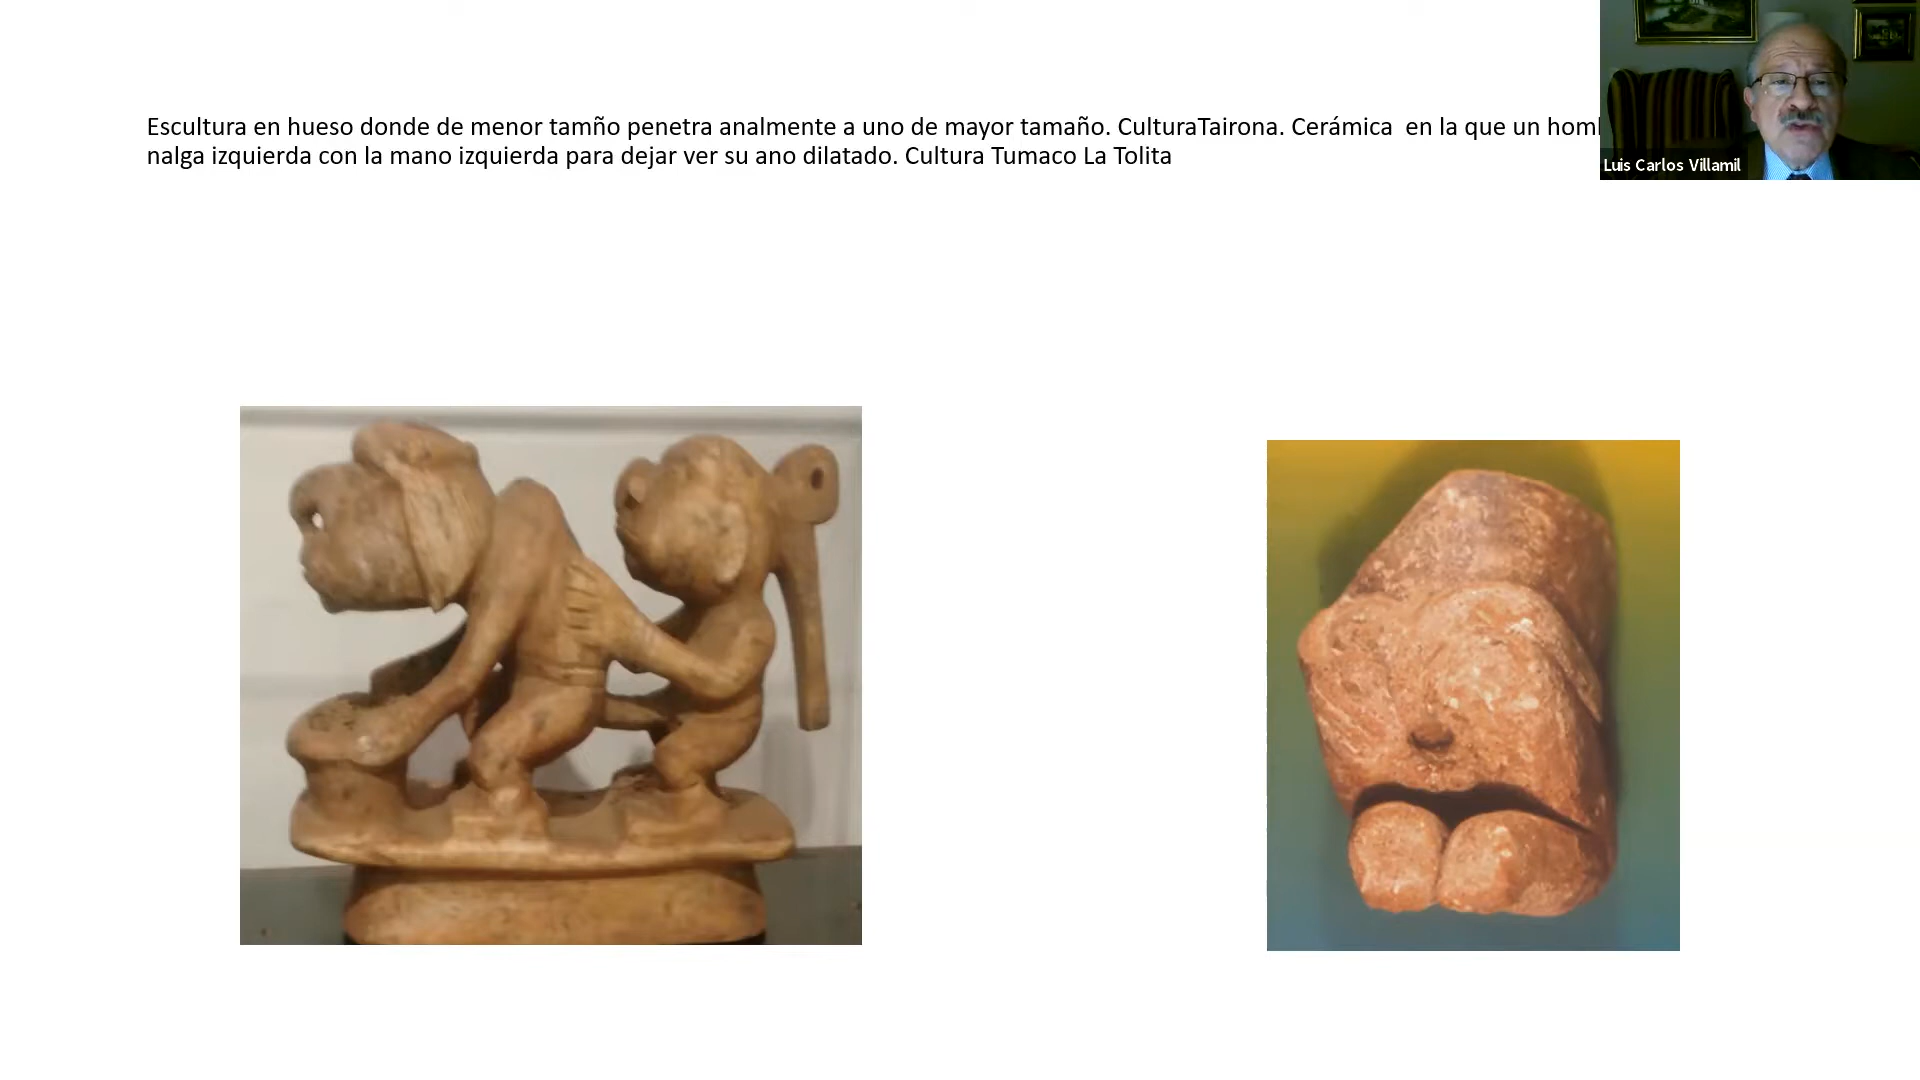 Escultura en hueso donde de menor tamño penetra analmente a uno de mayor tamaño. CulturaTairona. Cerámica en la que un
nalga izquierda con la mano izquierda para dejar ver su ano dilatado. Cultura Tumaco La Tolita
Luis Carlos Villamil